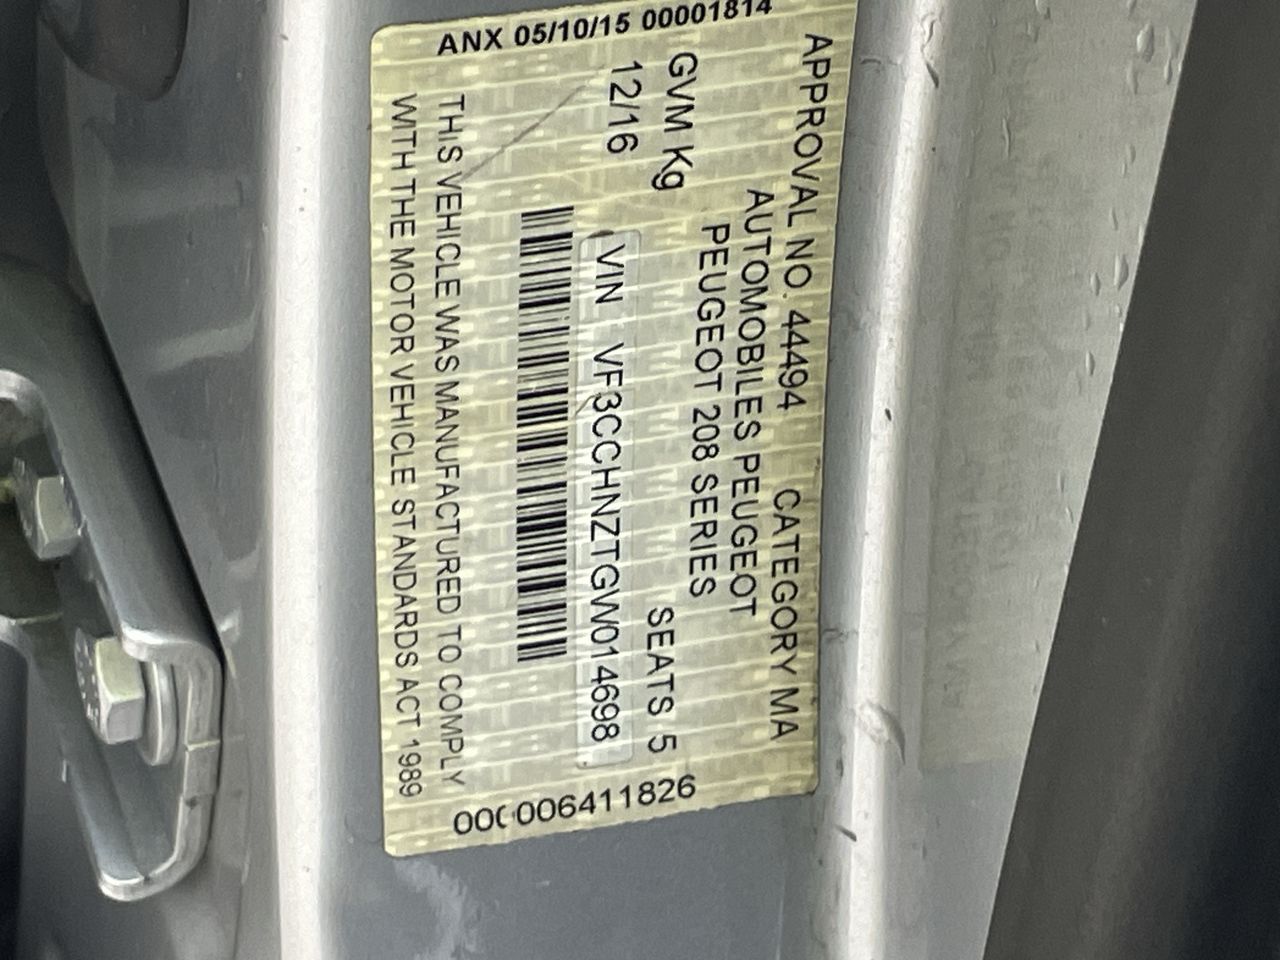 ANX 05/10/15 00001814
APPROVAL NO. 44494 CATEGORY MA
AUTOMOBILES PEUGEOT
PEUGEOT 208 SERIES
GVM Kg SEATS 5
12/16
VIN VF3CCHNZTGW014698
THIS VEHICLE WAS MANUFACTURED TO COMPLY
WITH THE MOTOR VEHICLE STANDARDS ACT 1989
000006411826